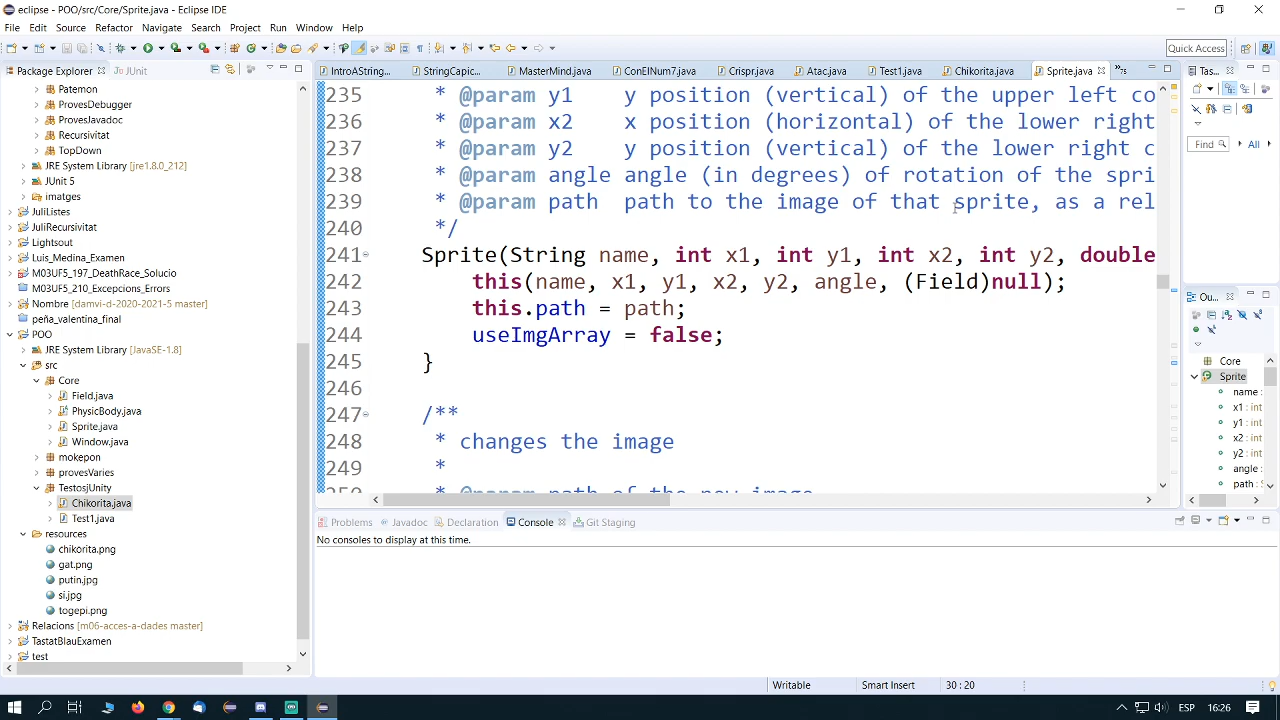 eclipse - POO/src/Core/Sprite.java - Eclipse IDE
File Edit Source Refactor Navigate Search Project Run Window Help
Quick Access
Package Explorer
JUnit
Patemon
ProvesDebugger
ProvesJavadoc
Recursivitat
TopDown
JRE System Library [jre1.8.0_212]
JUnit 5
imatges
JuliListes
JuliRecursivitat
Lightsout
Luis_Medina_Examen
M03UF5_197_DeathRace_Solucio
M03UF5_210_Excepcions_Errors
Nombre [damvi-d-2020-2021-5 master]
peña_valentina_final
POO
JRE System Library [JavaSE-1.8]
src
Core
Field.java
PhysicBody.java
Sprite.java
Window.java
mokepon
provesVaries
TestosjUnity
Chikorita.java
Test1.java
resources
chikorita.png
gat.png
putin.jpg
si.jpg
togepi.png
Relacions [m06-acces-a-dades master]
TastatBlauExamen
test
IntroAString... StringCapic... MasterMind.java ConEINum7.java Crispr.java Atac.java Test1.java Chikorita.java Sprite.java »5
235 * @param y1 y position (vertical) of the upper left co
236 * @param x2 x position (horizontal) of the lower right
237 * @param y2 y position (vertical) of the lower right c
238 * @param angle angle (in degrees) of rotation of the spri
239 * @param path path to the image of that sprite, as a rel
240 */
241 Sprite(String name, int x1, int y1, int x2, int y2, double
242 this(name, x1, y1, x2, y2, angle, (Field)null);
243 this.path = path;
244 useImgArray = false;
245 }
246
247 /**
248 * changes the image
249 *
250 * @param path of the new image
Tas...
Find
All
Ou...
Core
Sprite
name :
x1 : int
y1 : int
x2 : int
y2 : int
angle :
path : s
Problems Javadoc Declaration Console Git Staging
No consoles to display at this time.
Writable Smart Insert 30 : 20
ESP 16:26